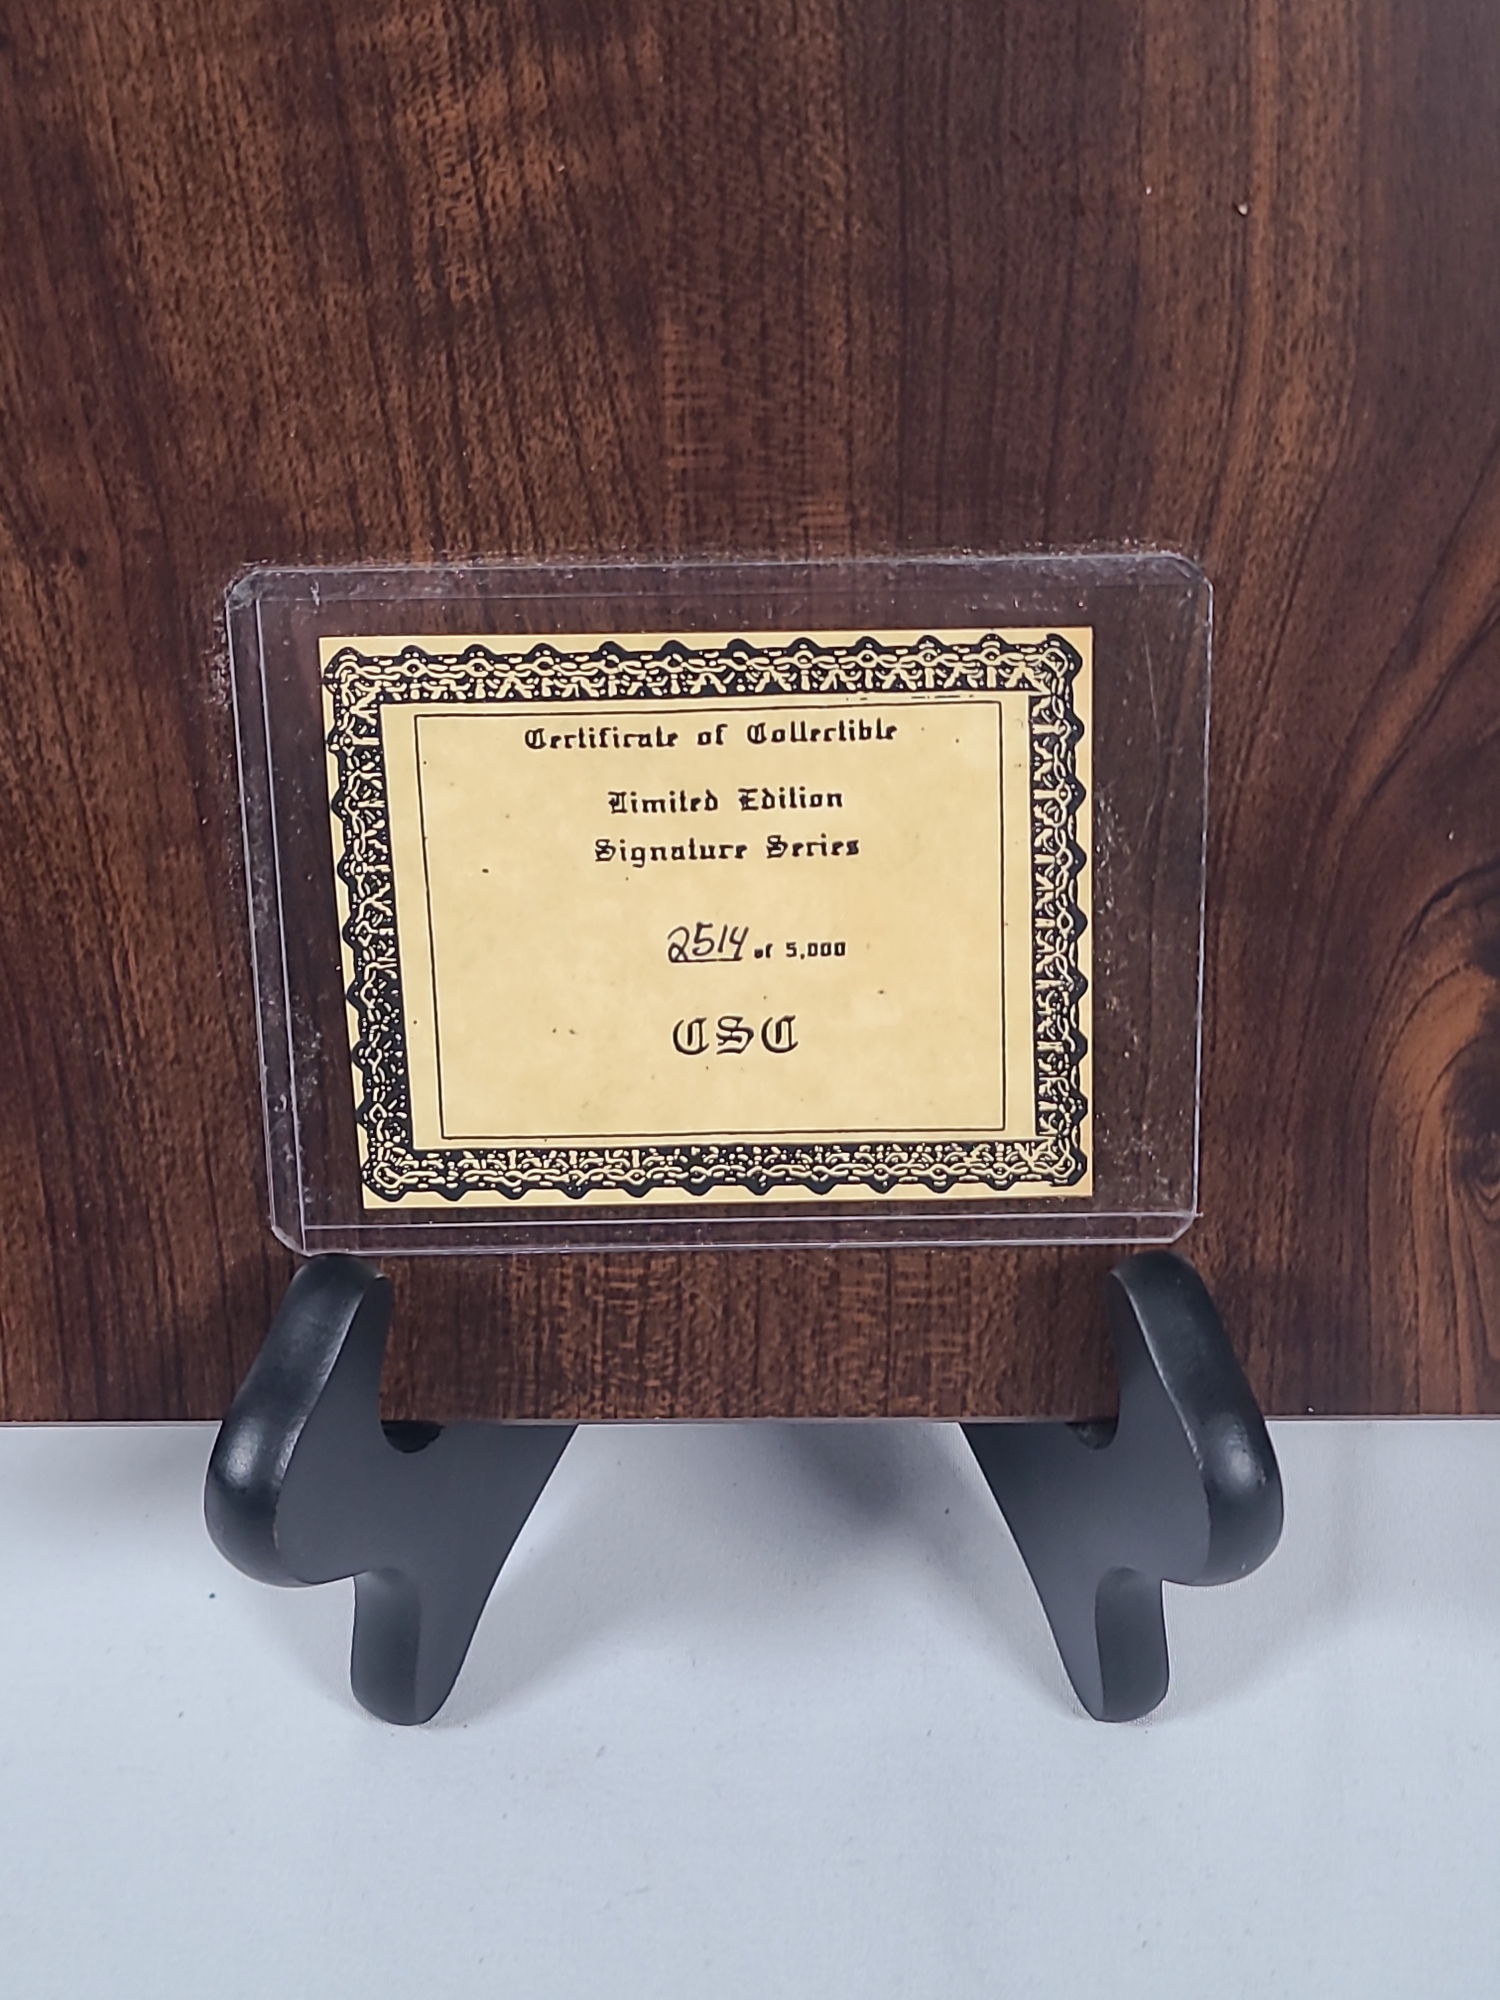 Certificate of Collectible
Limited Edition
Signature Series
2514 of 5,000
CSC